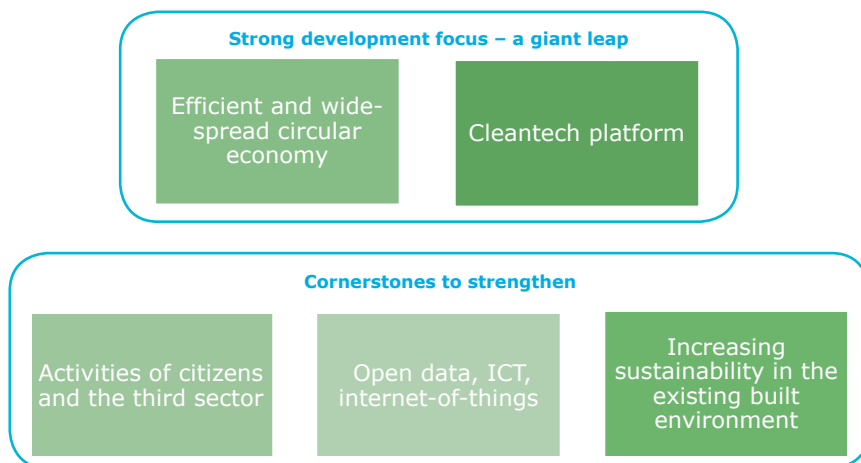 Strong development focus – a giant leap
Efficient and wide-
spread circular
economy
Cleantech platform
Cornerstones to strengthen
Activities of citizens
and the third sector
Open data, ICT,
internet-of-things
Increasing
sustainability in the
existing built
environment